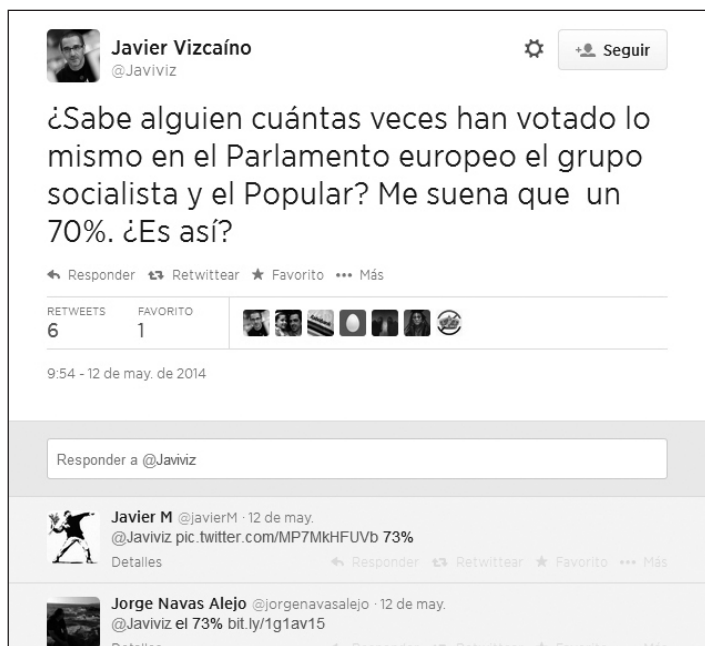 Javier Vizcaíno
@Javiviz
Seguir
¿Sabe alguien cuántas veces han votado lo
mismo en el Parlamento europeo el grupo
socialista y el Popular? Me suena que un
70%. ¿Es así?
Responder Retwittear Favorito Más
RETWEETS FAVORITO
6 1
9:54 - 12 de may. de 2014
Responder a @Javiviz
Javier M @javierM · 12 de may.
@Javiviz pic.twitter.com/MP7MkHFUVb 73%
Detalles Responder Retwittear Favorito Más
Jorge Navas Alejo @jorgenavasalejo · 12 de may.
@Javiviz el 73% bit.ly/1g1av15